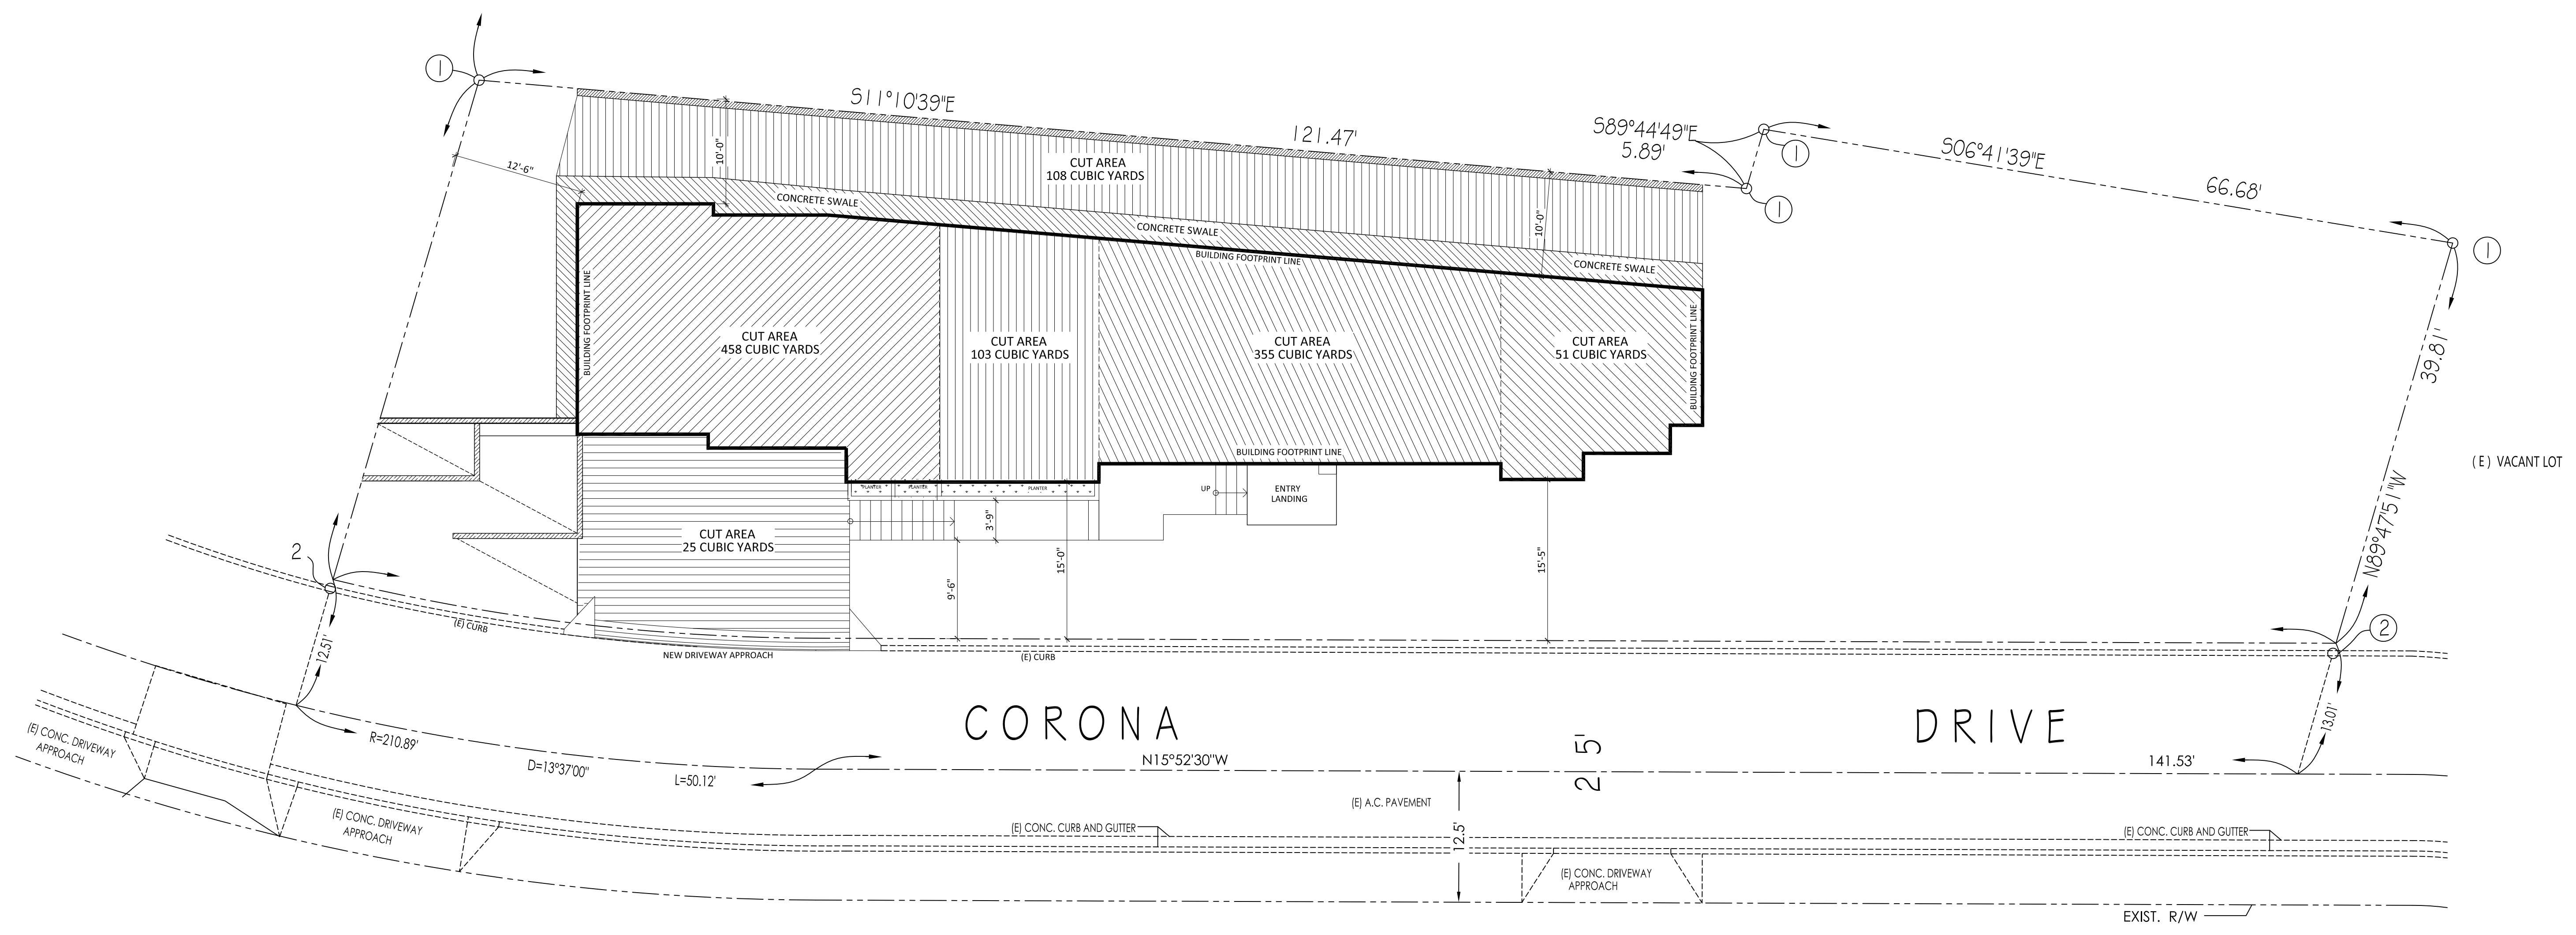 1
S11°10'39"E
121.47'
S89°44'49"E
5.89'
1
1
S06°41'39"E
66.68'
1
12'-6"
10'-0"
CUT AREA
108 CUBIC YARDS
CONCRETE SWALE
CONCRETE SWALE
10'-0"
CONCRETE SWALE
BUILDING FOOTPRINT LINE
BUILDING FOOTPRINT LINE
CUT AREA
458 CUBIC YARDS
CUT AREA
103 CUBIC YARDS
CUT AREA
355 CUBIC YARDS
CUT AREA
51 CUBIC YARDS
BUILDING FOOTPRINT LINE
39.81'
N89°47'51"W
(E) VACANT LOT
BUILDING FOOTPRINT LINE
PLANTER
PLANTER
PLANTER
UP
ENTRY
LANDING
3'-9"
CUT AREA
25 CUBIC YARDS
9'-6"
15'-0"
15'-5"
2
(E) CURB
NEW DRIVEWAY APPROACH
(E) CURB
2
12.51'
13.01'
CORONA DRIVE
R=210.89'
D=13°37'00"
L=50.12'
N15°52'30"W
25'
141.53'
(E) CONC. DRIVEWAY
APPROACH
(E) CONC. DRIVEWAY
APPROACH
(E) A.C. PAVEMENT
(E) CONC. CURB AND GUTTER
12.5'
(E) CONC. CURB AND GUTTER
(E) CONC. DRIVEWAY
APPROACH
EXIST. R/W